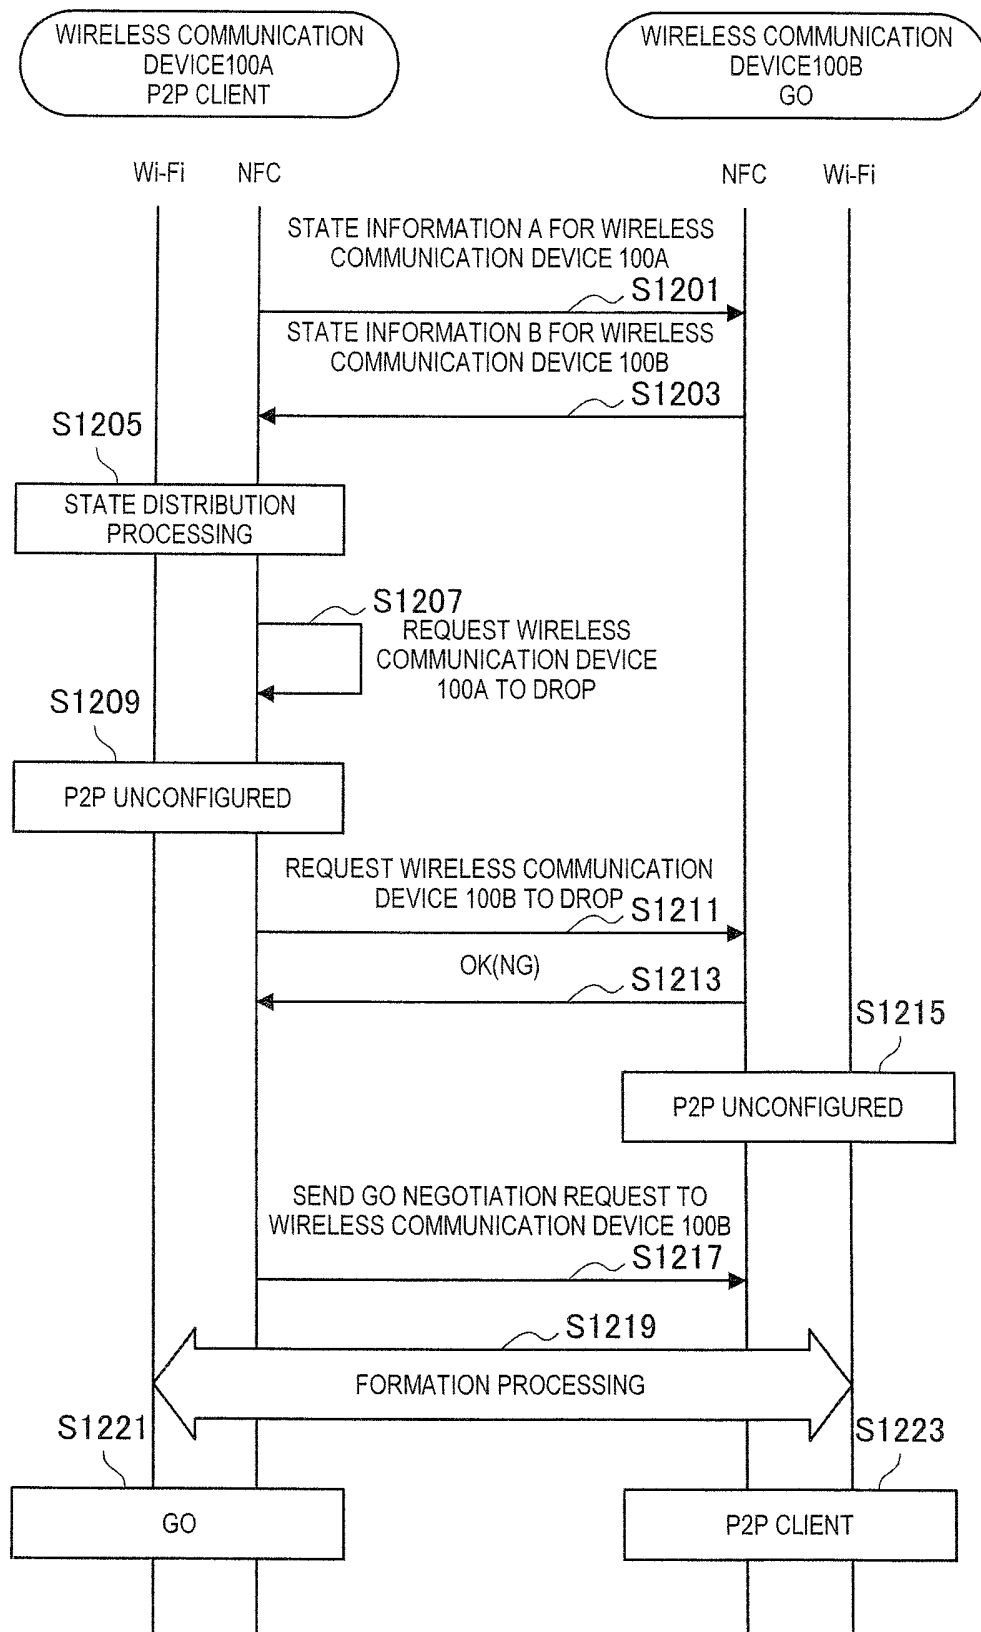 WIRELESS COMMUNICATION
DEVICE100A
P2P CLIENT
WIRELESS COMMUNICATION
DEVICE100B
GO
Wi-Fi
NFC
NFC
Wi-Fi
STATE INFORMATION A FOR WIRELESS
COMMUNICATION DEVICE 100A
S1201
STATE INFORMATION B FOR WIRELESS
COMMUNICATION DEVICE 100B
S1203
S1205
STATE DISTRIBUTION
PROCESSING
S1207
REQUEST WIRELESS
COMMUNICATION DEVICE
100A TO DROP
S1209
P2P UNCONFIGURED
REQUEST WIRELESS COMMUNICATION
DEVICE 100B TO DROP
S1211
OK(NG)
S1213
S1215
P2P UNCONFIGURED
SEND GO NEGOTIATION REQUEST TO
WIRELESS COMMUNICATION DEVICE 100B
S1217
S1219
FORMATION PROCESSING
S1221
S1223
GO
P2P CLIENT